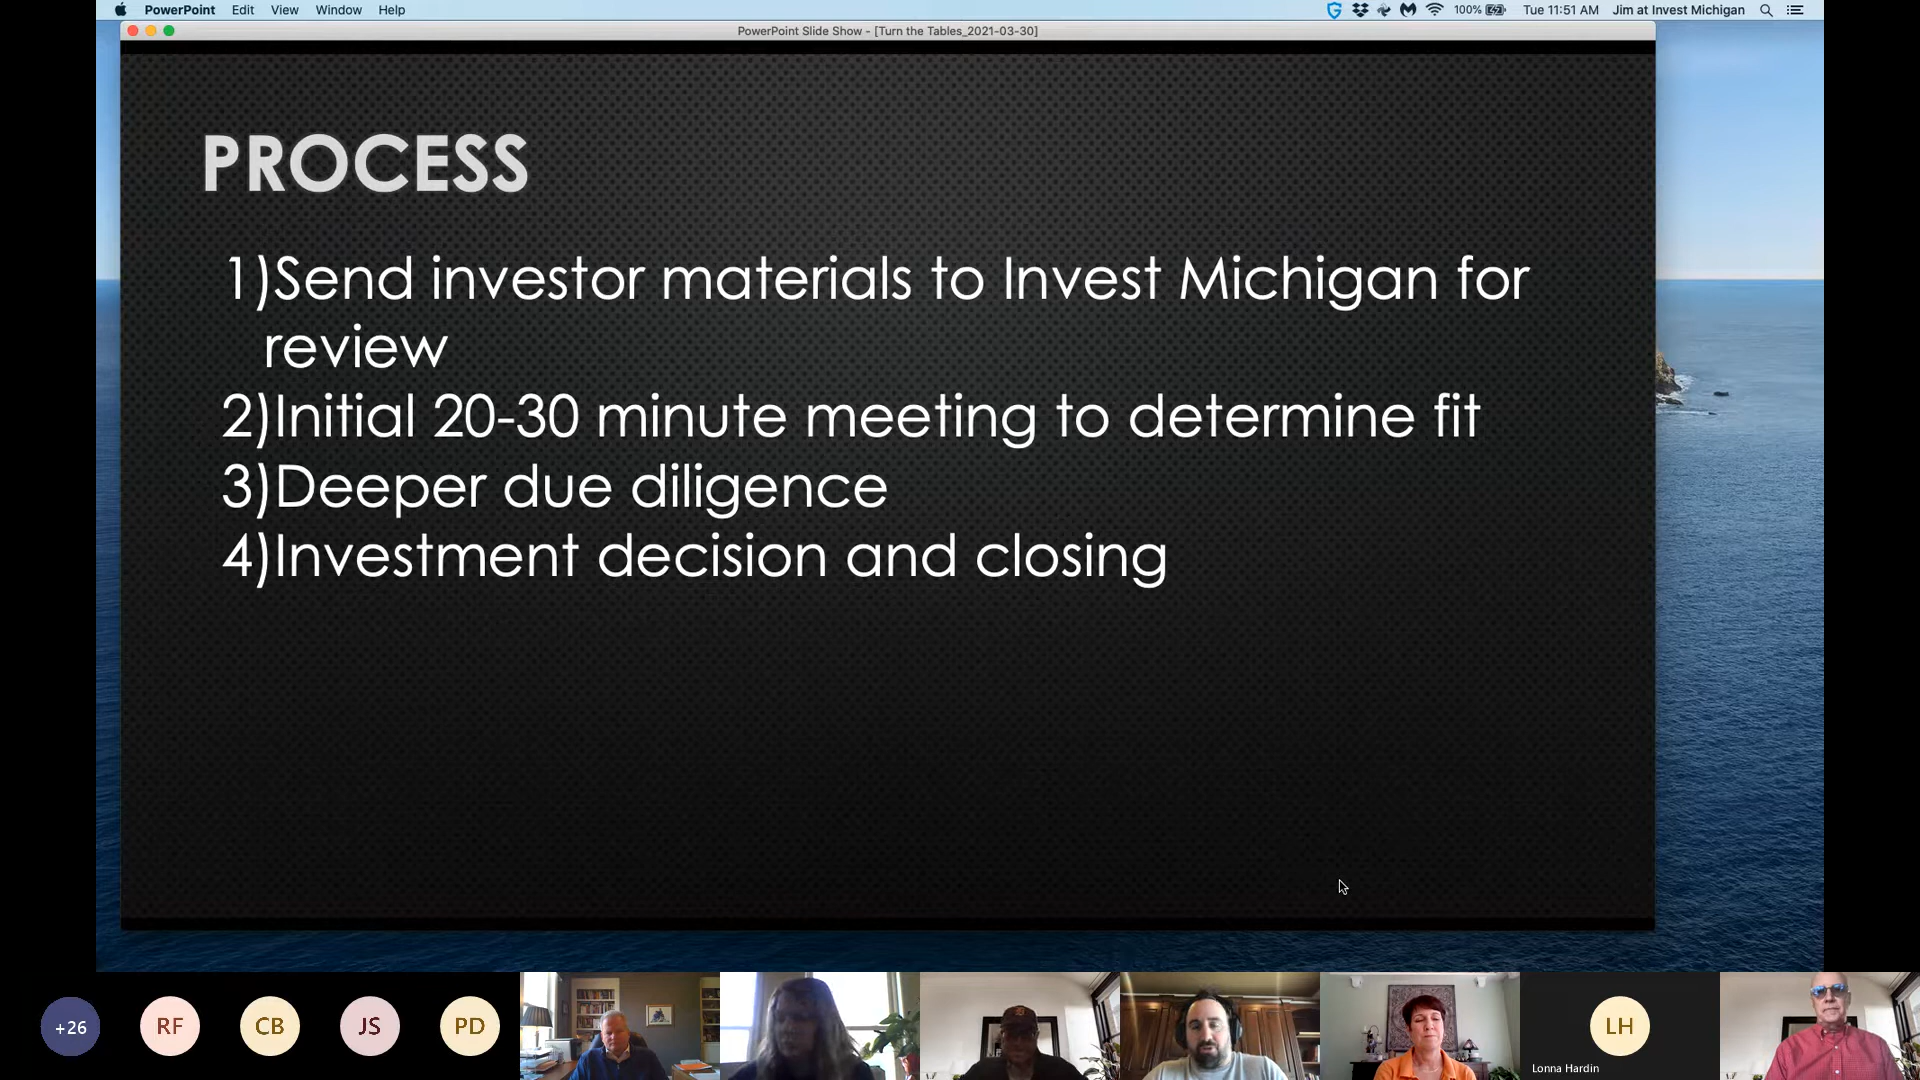 PowerPoint Edit View Window Help 100% Tue 11:51 AM Jim at Invest Michigan
PowerPoint Slide Show - [Turn the Tables_2021-03-30]
PROCESS
1)Send investor materials to Invest Michigan for
review
2)Initial 20-30 minute meeting to determine fit
3)Deeper due diligence
4)Investment decision and closing
+26 RF CB JS PD LH
Lonna Hardin